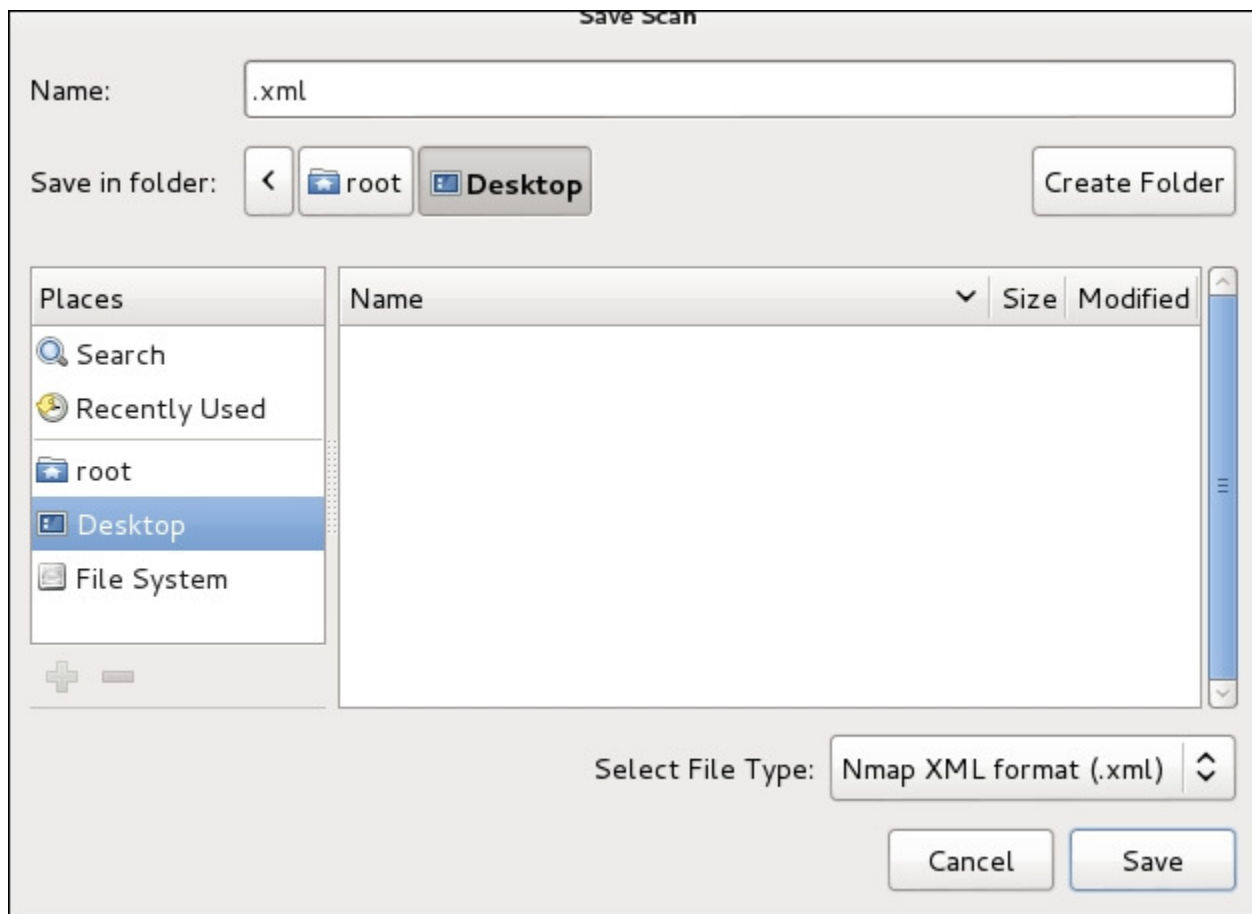 Save Scan
Name: .xml
Save in folder: < root Desktop Create Folder
Places
Search
Recently Used
root
Desktop
File System
Name Size Modified
Select File Type: Nmap XML format (.xml)
Cancel Save